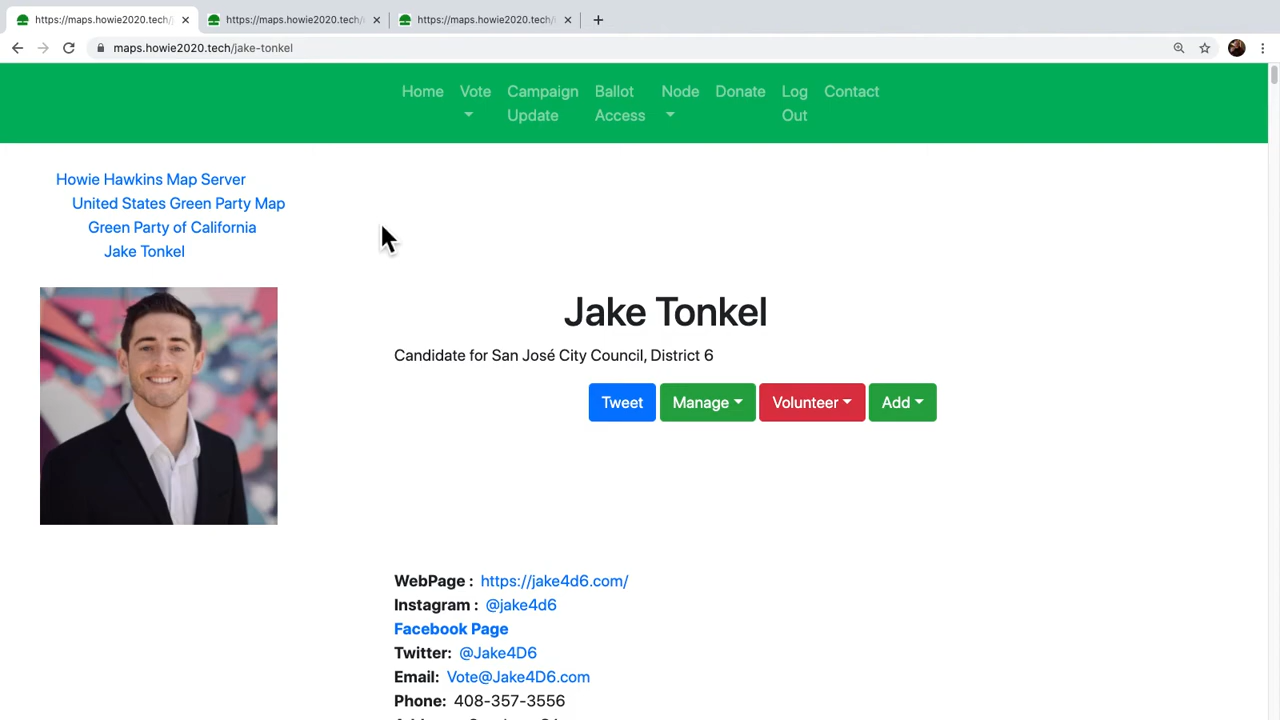 https://maps.howie2020.tech/
https://maps.howie2020.tech/
https://maps.howie2020.tech/
maps.howie2020.tech/jake-tonkel
Home Vote Campaign Update Ballot Access Node Donate Log Out Contact
Howie Hawkins Map Server
United States Green Party Map
Green Party of California
Jake Tonkel
Jake Tonkel
Candidate for San José City Council, District 6
Tweet Manage Volunteer Add
WebPage : https://jake4d6.com/
Instagram : @jake4d6
Facebook Page
Twitter: @Jake4D6
Email: Vote@Jake4D6.com
Phone: 408-357-3556